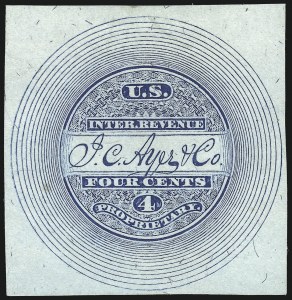 U.S.
INTER. REVENUE
J. C. Ayer & Co.
FOUR CENTS
4
PROPRIETARY.